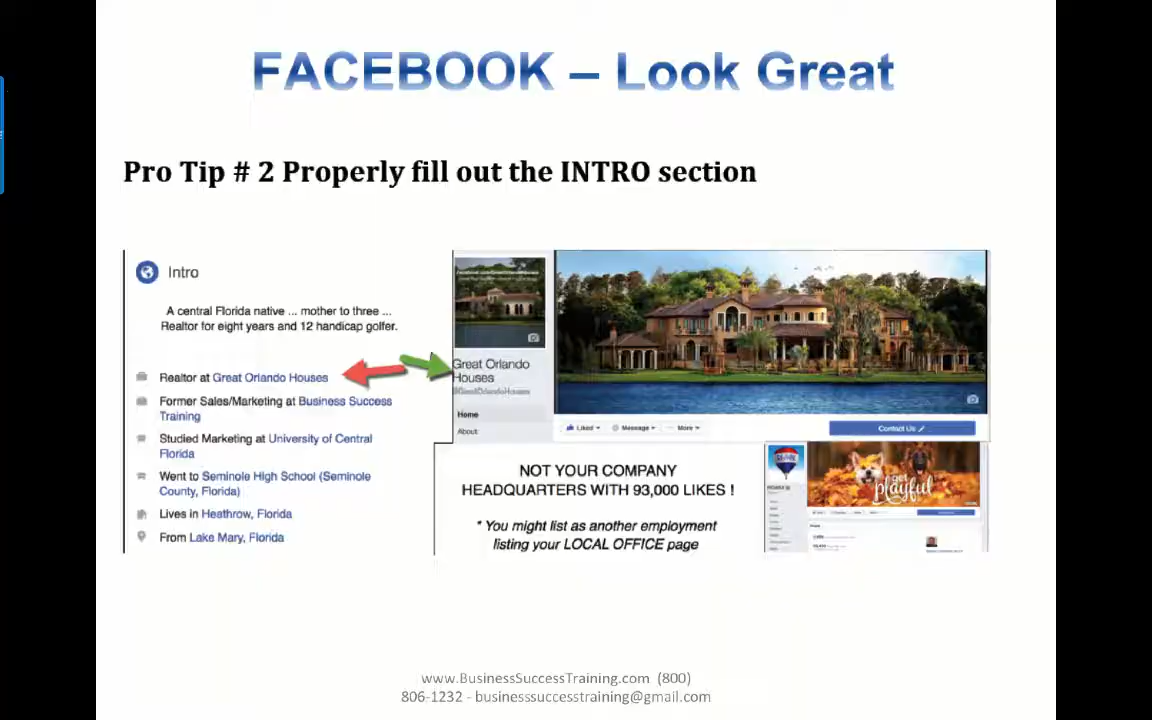 FACEBOOK – Look Great
Pro Tip # 2 Properly fill out the INTRO section
Intro
A central Florida native ... mother to three ...
Realtor for eight years and 12 handicap golfer.
Realtor at Great Orlando Houses
Former Sales/Marketing at Business Success
Training
Studied Marketing at University of Central
Florida
Went to Seminole High School (Seminole
County, Florida)
Lives in Heathrow, Florida
From Lake Mary, Florida
Great Orlando
Houses
@GreatOrlandoHouses
Home
About
Liked
Message
More
Contact Us
NOT YOUR COMPANY
HEADQUARTERS WITH 93,000 LIKES !
* You might list as another employment
listing your LOCAL OFFICE page
get
playful
www.BusinessSuccessTraining.com (800)
806-1232 - businesssuccesstraining@gmail.com